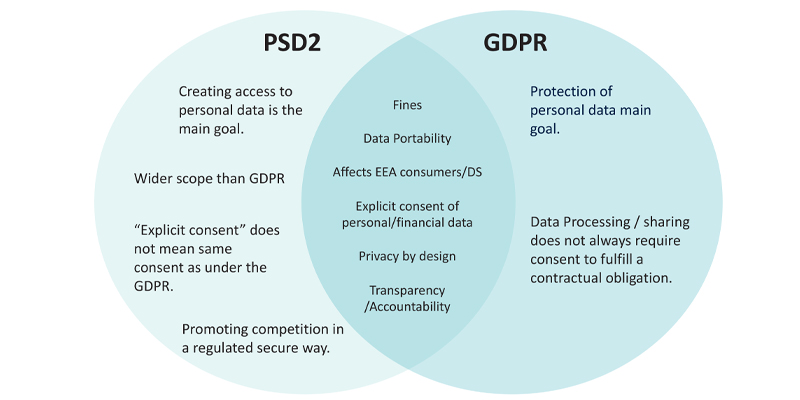 PSD2
Creating access to
personal data is the
main goal.
Wider scope than GDPR
“Explicit consent” does
not mean same
consent as under the
GDPR.
Promoting competition in
a regulated secure way.
Fines
Data Portability
Affects EEA consumers/DS
Explicit consent of
personal/financial data
Privacy by design
Transparency
/Accountability
GDPR
Protection of
personal data main
goal.
Data Processing / sharing
does not always require
consent to fulfill a
contractual obligation.